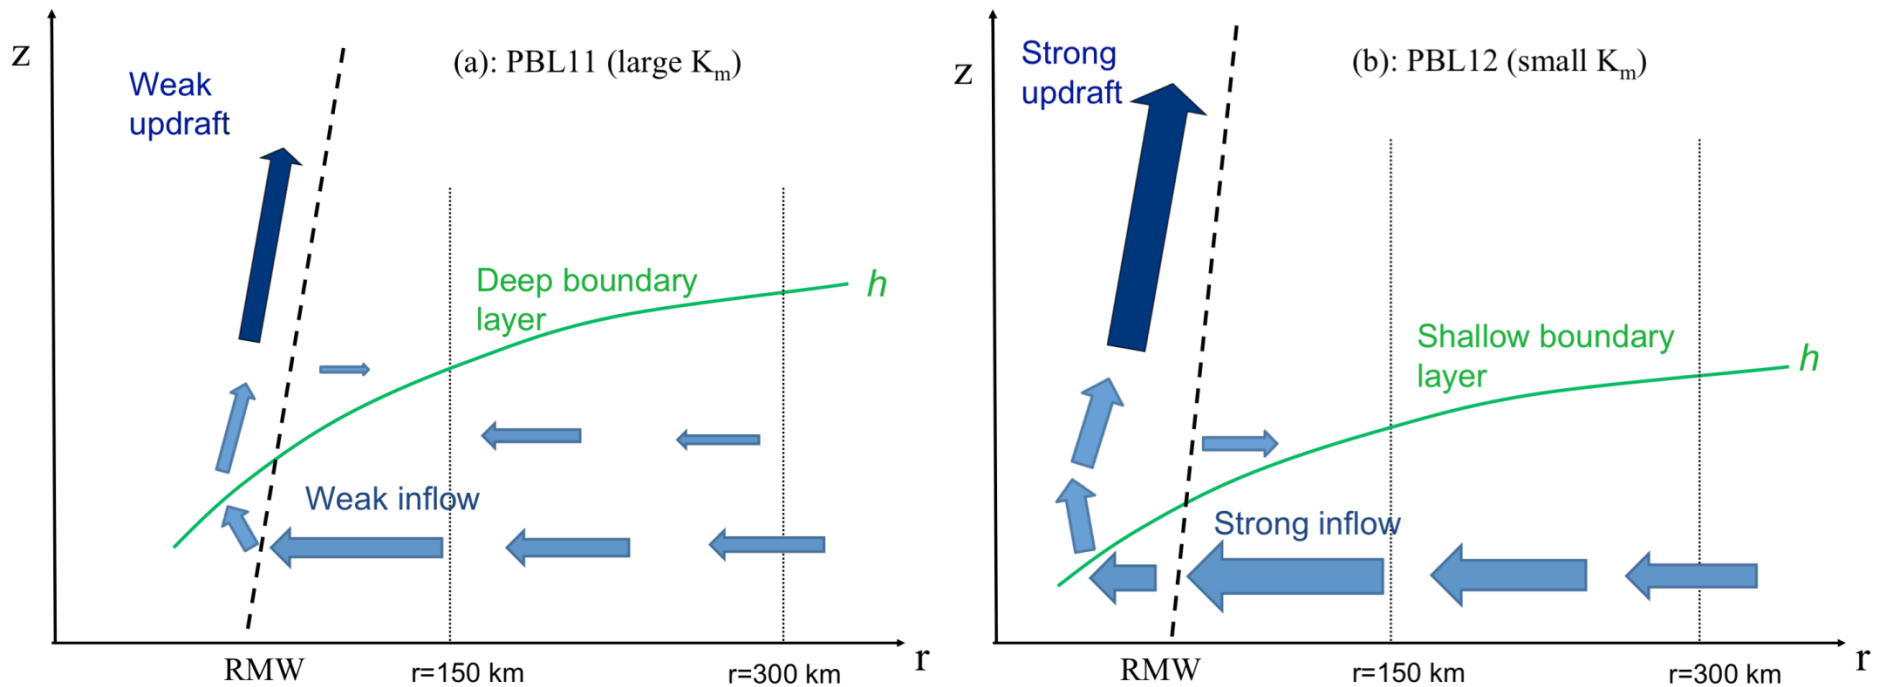 z
(a): PBL11 (large Km)
Weak
updraft
Deep boundary
layer
h
Weak inflow
RMW
r=150 km
r=300 km
r
z
(b): PBL12 (small Km)
Strong
updraft
Shallow boundary
layer
h
Strong inflow
RMW
r=150 km
r=300 km
r